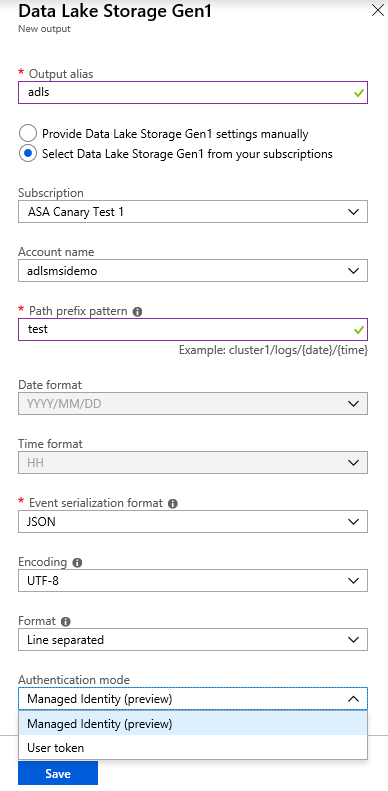 Data Lake Storage Gen1
New output
* Output alias
adls
Provide Data Lake Storage Gen1 settings manually
Select Data Lake Storage Gen1 from your subscriptions
Subscription
ASA Canary Test 1
Account name
adlsmsidemo
* Path prefix pattern
test
Example: cluster1/logs/{date}/{time}
Date format
YYYY/MM/DD
Time format
HH
* Event serialization format
JSON
Encoding
UTF-8
Format
Line separated
Authentication mode
Managed Identity (preview)
Managed Identity (preview)
User token
Save